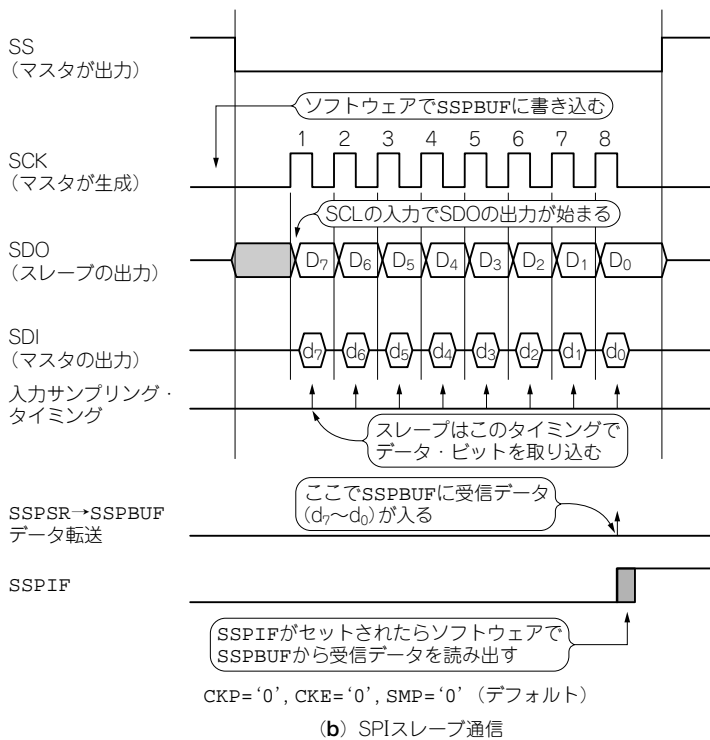 SS
（マスタが出力）
ソフトウェアでSSPBUFに書き込む
1 2 3 4 5 6 7 8
SCK
（マスタが生成）
SCLの入力でSDOの出力が始まる
SDO
（スレーブの出力）
D7 D6 D5 D4 D3 D2 D1 D0
SDI
（マスタの出力）
d7 d6 d5 d4 d3 d2 d1 d0
入力サンプリング・
タイミング
スレーブはこのタイミングで
データ・ビットを取り込む
SSPSR→SSPBUF
データ転送
ここでSSPBUFに受信データ
(d7〜d0)が入る
SSPIF
SSPIFがセットされたらソフトウェアで
SSPBUFから受信データを読み出す
CKP=‘0’, CKE=‘0’, SMP=‘0’（デフォルト）
（b）SPIスレーブ通信